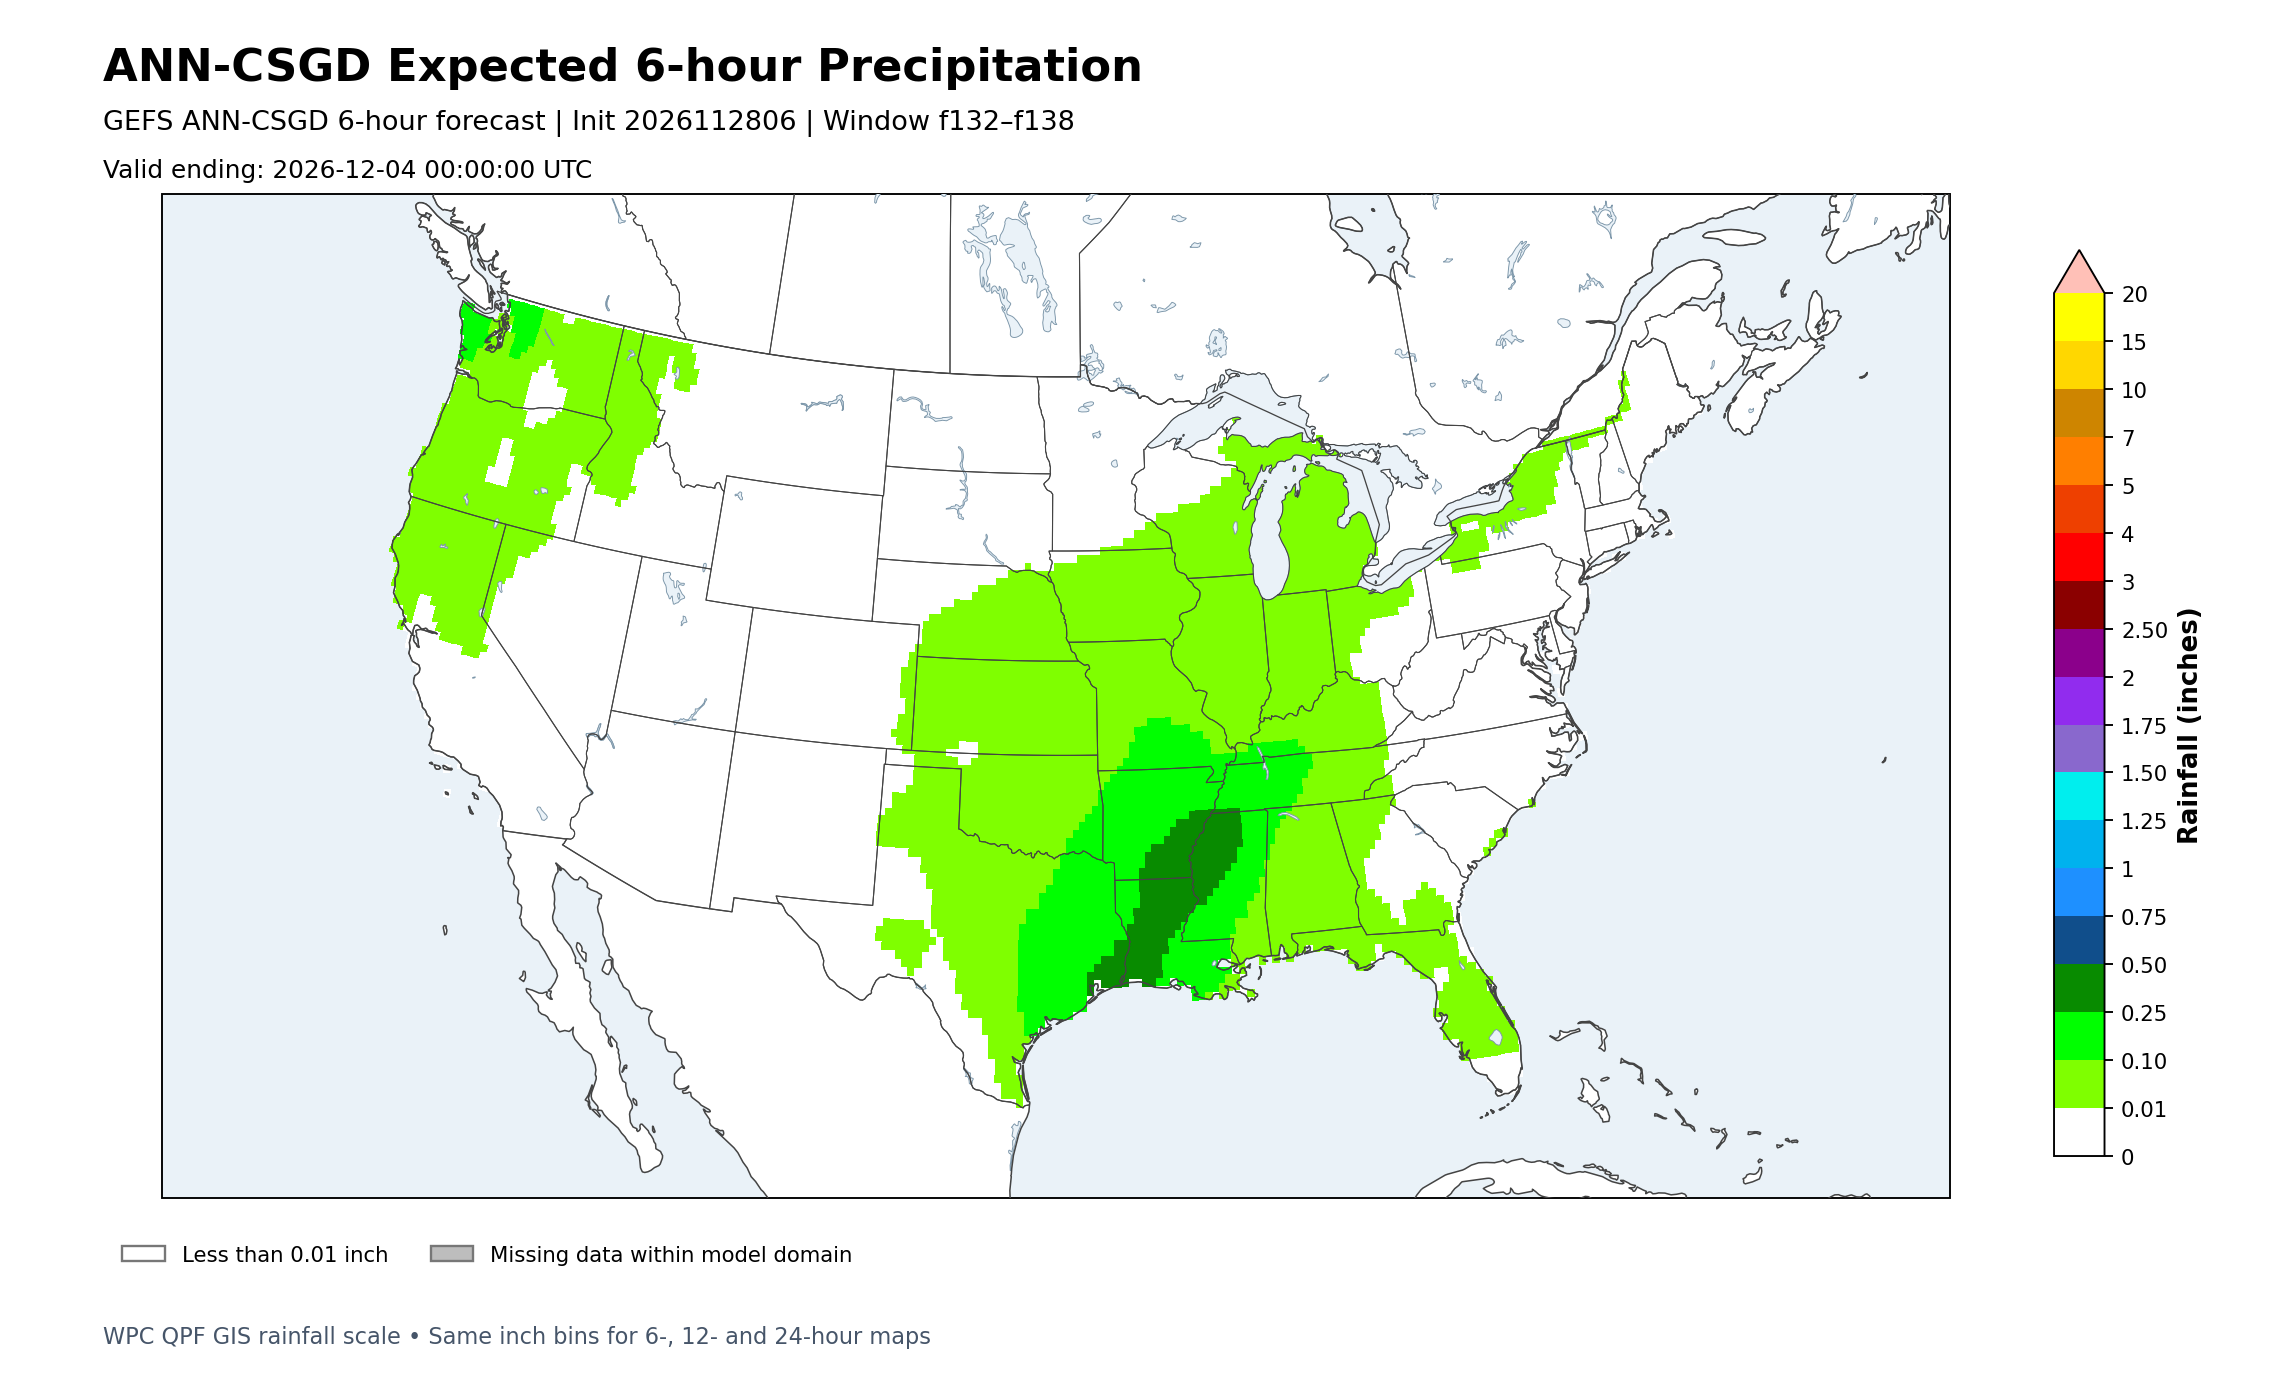 ANN-CSGD Expected 6-hour Precipitation
GEFS ANN-CSGD 6-hour forecast | Init 2026112806 | Window f132–f138
Valid ending: 2026-12-04 00:00:00 UTC
20
15
10
7
5
4
3
2.50
2
1.75
1.50
1.25
1
0.75
0.50
0.25
0.10
0.01
0
Rainfall (inches)
Less than 0.01 inch
Missing data within model domain
WPC QPF GIS rainfall scale • Same inch bins for 6-, 12- and 24-hour maps